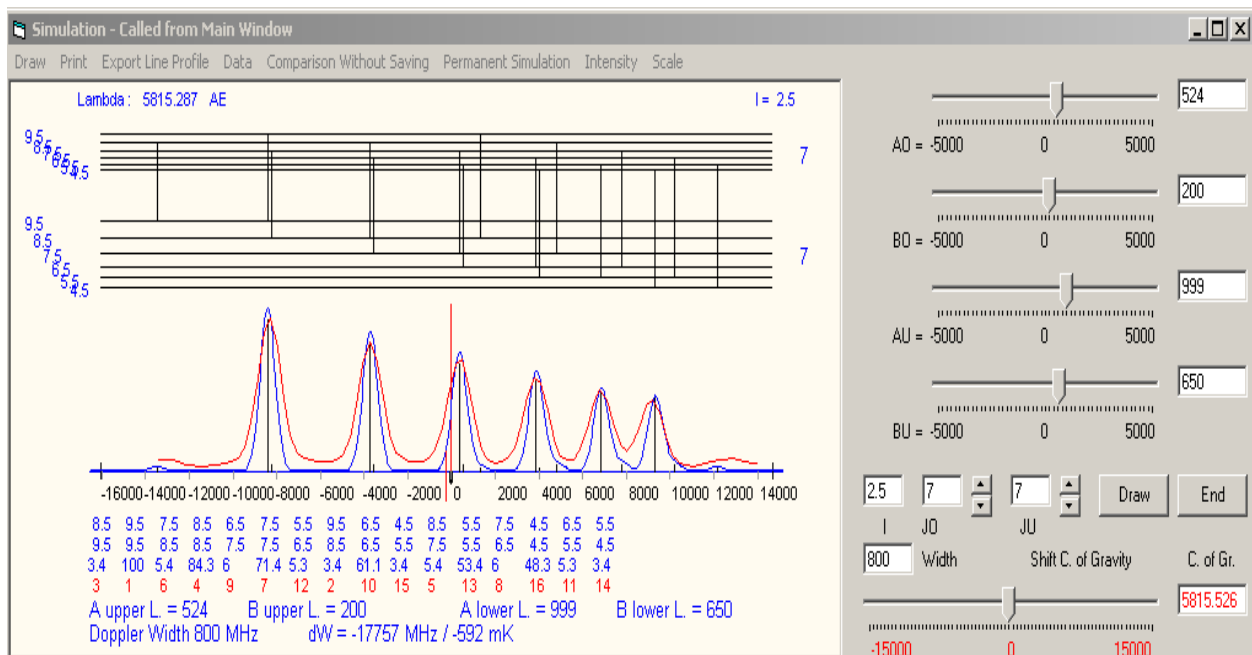 Simulation - Called from Main Window
Draw Print Export Line Profile Data Comparison Without Saving Permanent Simulation Intensity Scale
Lambda : 5815.287 AE I = 2.5
9.5
8.5
7.5
6.5
5.5
4.5
7
9.5
8.5
7.5
6.5
5.5
4.5
7
-16000 -14000 -12000 -10000 -8000 -6000 -4000 -2000 0 2000 4000 6000 8000 10000 12000 14000
8.5 9.5 7.5 8.5 6.5 7.5 5.5 9.5 6.5 4.5 8.5 5.5 7.5 4.5 6.5 5.5
9.5 9.5 8.5 8.5 7.5 7.5 6.5 8.5 6.5 5.5 7.5 5.5 6.5 4.5 5.5 4.5
3.4 100 5.4 84.3 6 71.4 5.3 3.4 61.1 3.4 5.4 53.4 6 48.3 5.3 3.4
3 1 6 4 9 7 12 2 10 15 5 13 8 16 11 14
A upper L. = 524 B upper L. = 200 A lower L. = 999 B lower L. = 650
Doppler Width 800 MHz dW = -17757 MHz / -592 mK
524
AO = -5000 0 5000
200
BO = -5000 0 5000
999
AU = -5000 0 5000
650
BU = -5000 0 5000
2.5 7 7 Draw End
I JO JU
800 Width Shift C. of Gravity C. of Gr.
5815.526
-15000 0 15000